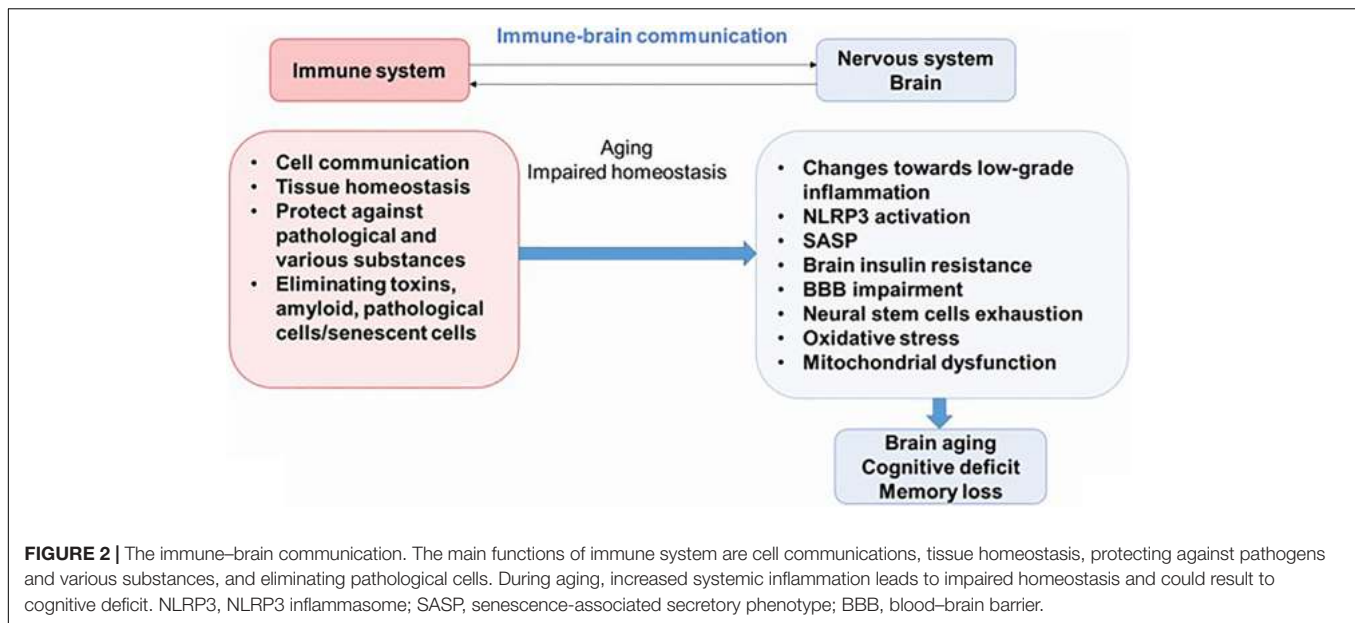 Immune-brain communication
Immune system
Nervous system
Brain
• Cell communication
• Tissue homeostasis
• Protect against
pathological and
various substances
• Eliminating toxins,
amyloid, pathological
cells/senescent cells
Aging
Impaired homeostasis
• Changes towards low-grade
inflammation
• NLRP3 activation
• SASP
• Brain insulin resistance
• BBB impairment
• Neural stem cells exhaustion
• Oxidative stress
• Mitochondrial dysfunction
Brain aging
Cognitive deficit
Memory loss
FIGURE 2 | The immune–brain communication. The main functions of immune system are cell communications, tissue homeostasis, protecting against pathogens
and various substances, and eliminating pathological cells. During aging, increased systemic inflammation leads to impaired homeostasis and could result to
cognitive deficit. NLRP3, NLRP3 inflammasome; SASP, senescence-associated secretory phenotype; BBB, blood–brain barrier.